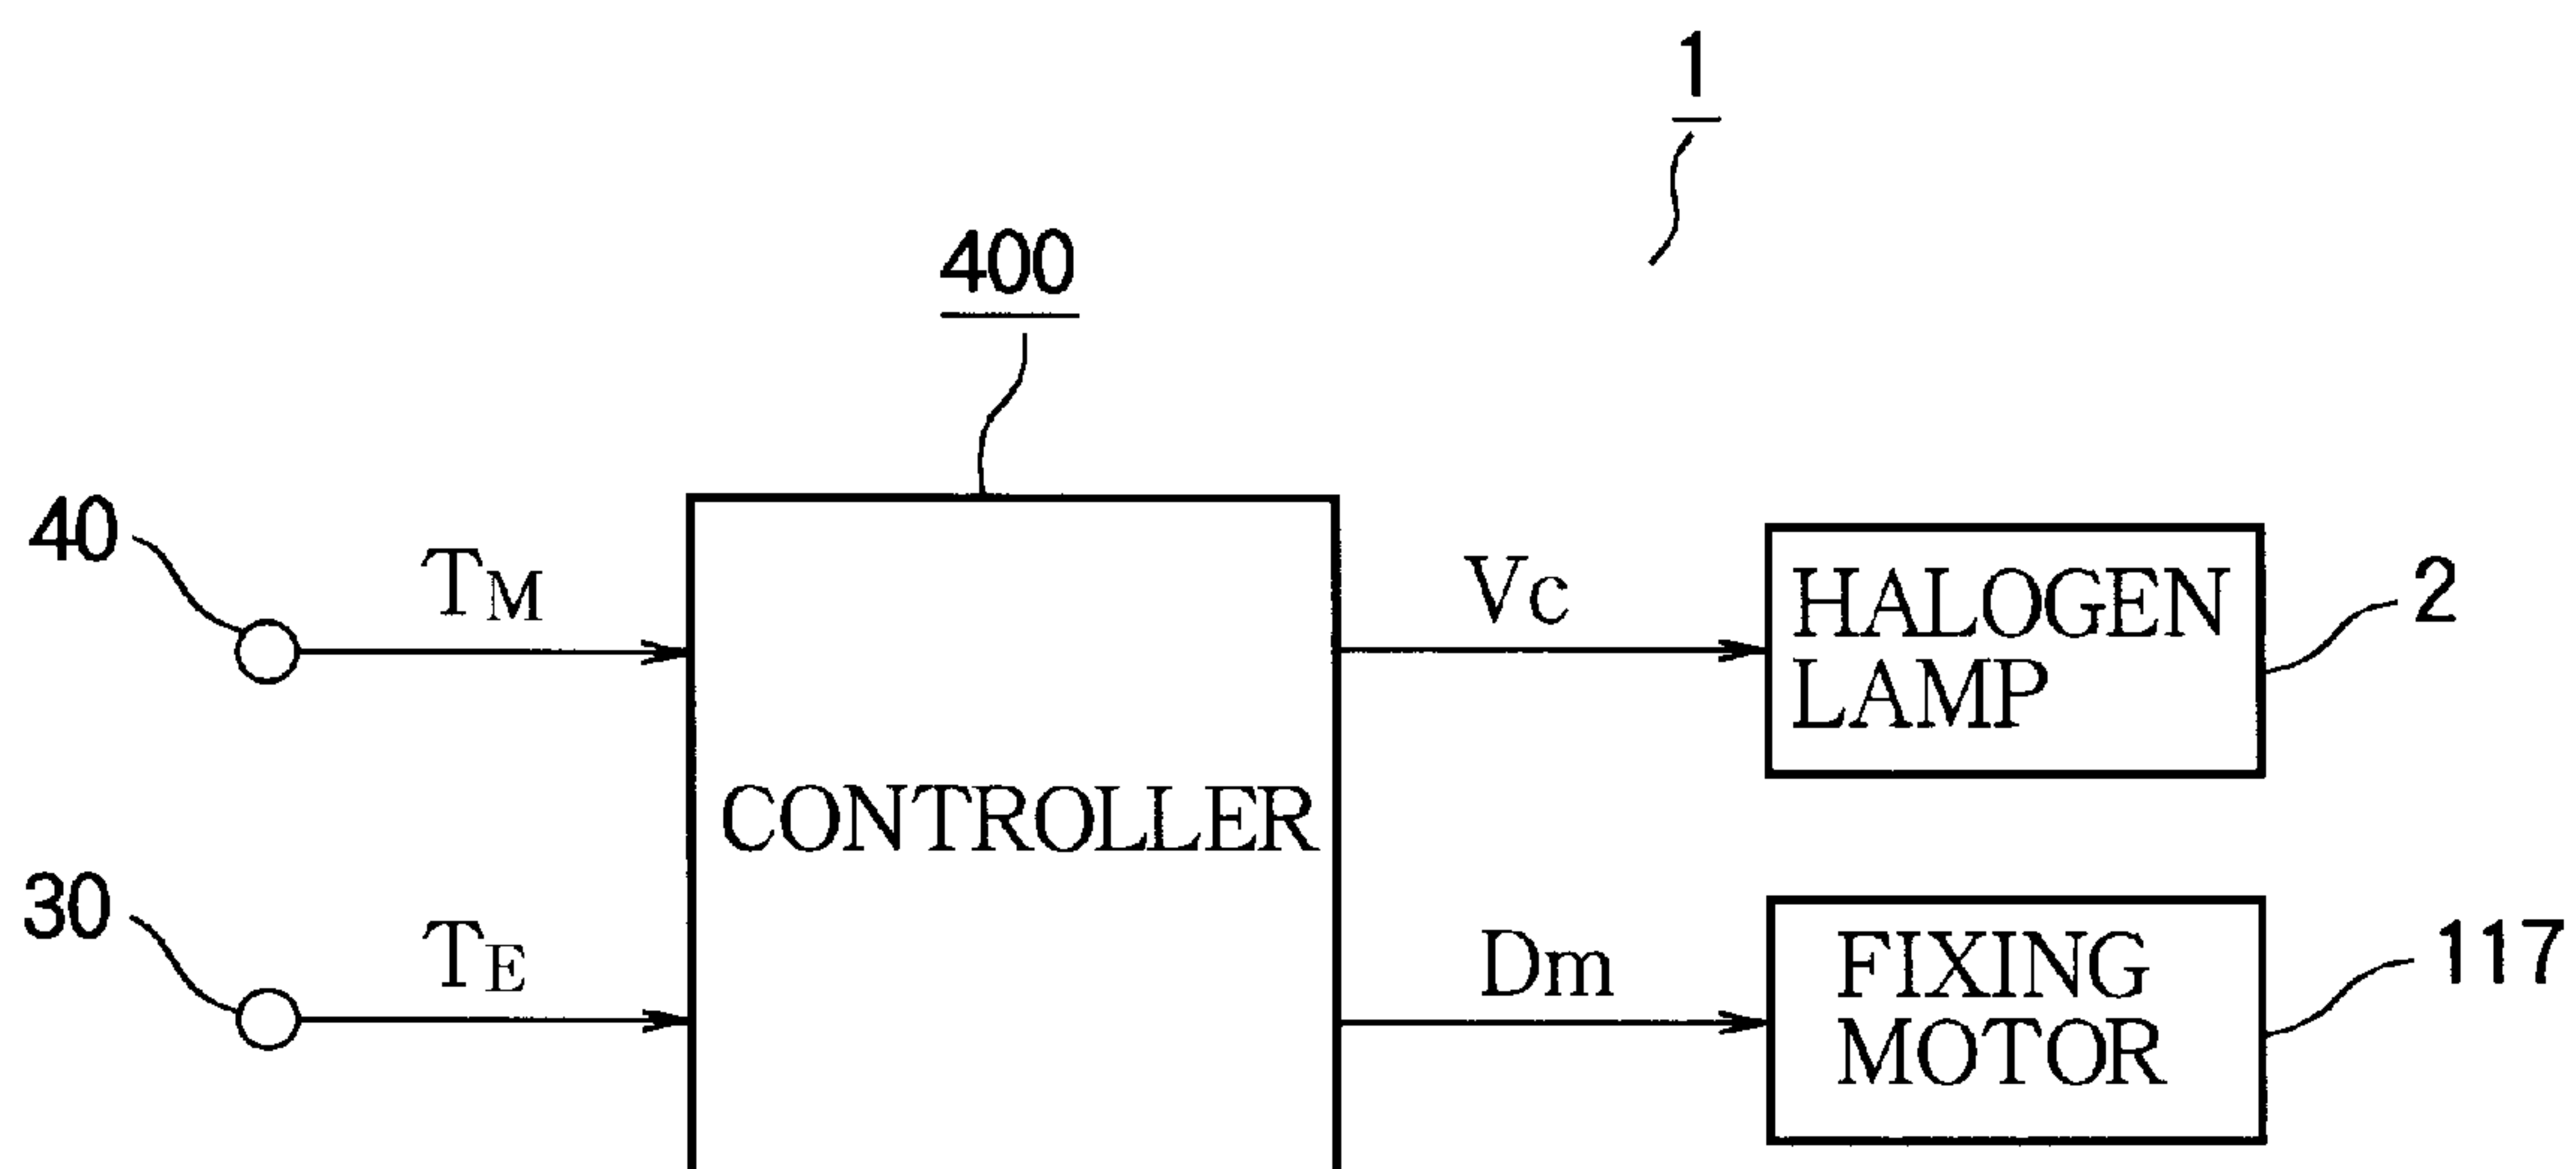 1
400
40
TM
VC
HALOGEN
LAMP
2
CONTROLLER
30
TE
Dm
FIXING
MOTOR
117